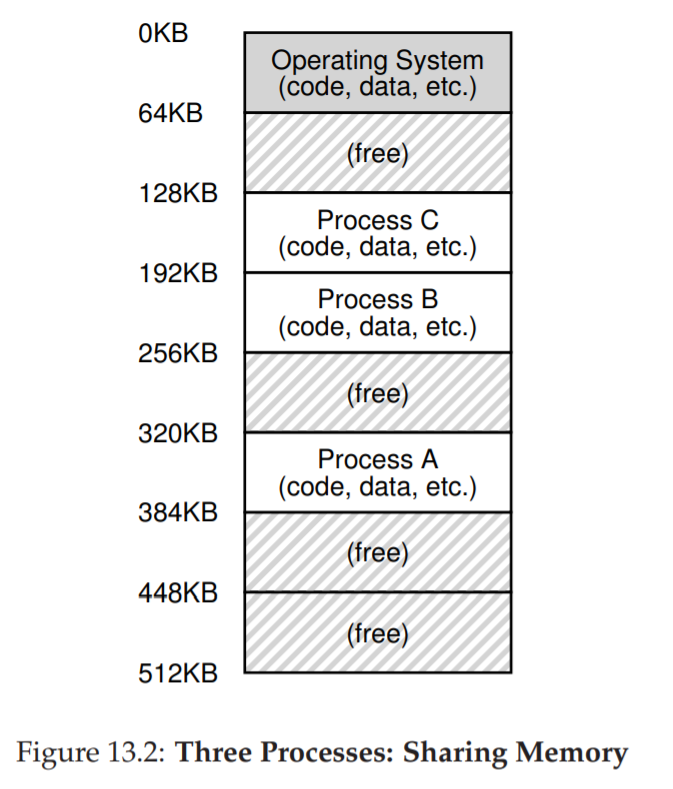 0KB
Operating System
(code, data, etc.)
64KB
(free)
128KB
Process C
(code, data, etc.)
192KB
Process B
(code, data, etc.)
256KB
(free)
320KB
Process A
(code, data, etc.)
384KB
(free)
448KB
(free)
512KB
Figure 13.2: Three Processes: Sharing Memory